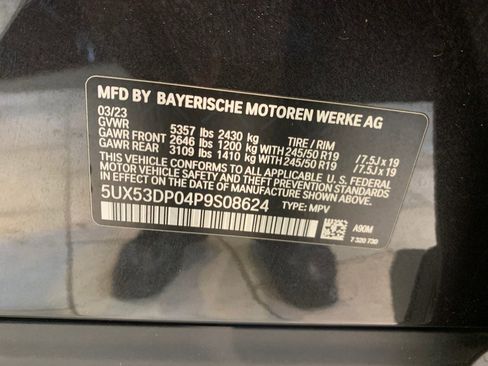 MFD BY BAYERISCHE MOTOREN WERKE AG
03/23
GVWR 5357 lbs 2430 kg TIRE / RIM
GAWR FRONT 2646 lbs 1200 kg WITH 245/50 R19 / 7.5J x 19
GAWR REAR 3109 lbs 1410 kg WITH 245/50 R19 / 7.5J x 19
THIS VEHICLE CONFORMS TO ALL APPLICABLE U. S. FEDERAL
MOTOR VEHICLE SAFETY AND THEFT PREVENTION STANDARDS
IN EFFECT ON THE DATE OF MANUFACTURE SHOWN ABOVE.
5UX53DP04P9S08624 TYPE: MPV
A90M
7 320 730